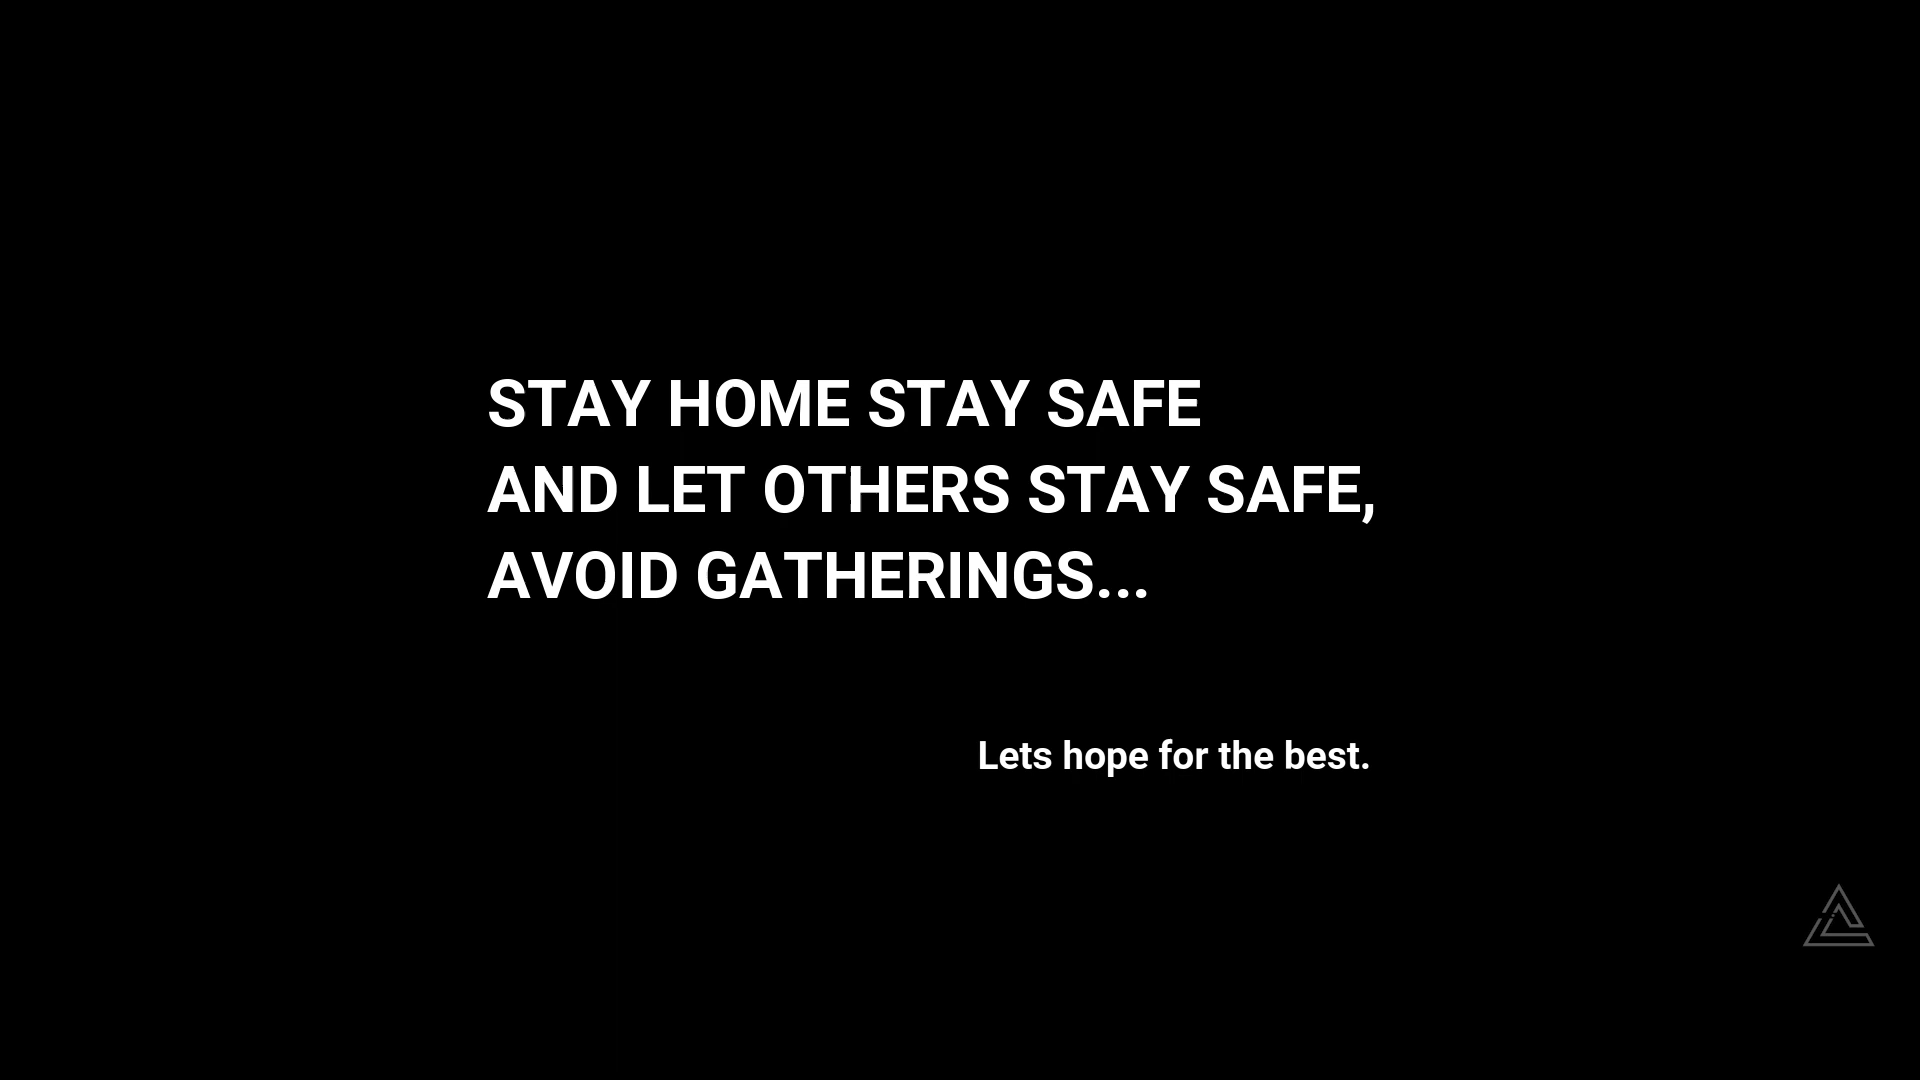 STAY HOME STAY SAFE
AND LET OTHERS STAY SAFE,
AVOID GATHERINGS...
Lets hope for the best.